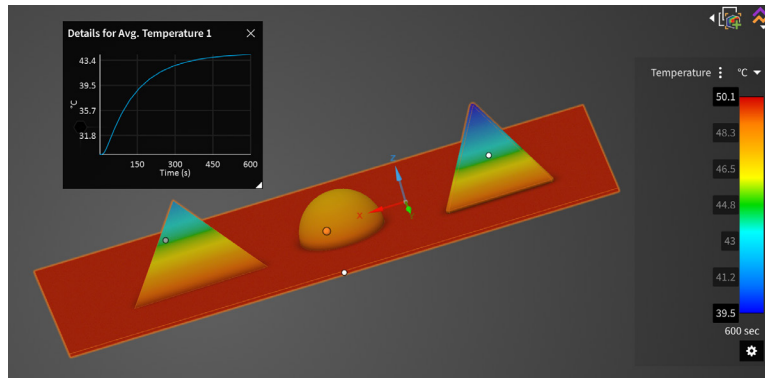 Details for Avg. Temperature 1
°C
43.4
39.5
35.7
31.8
150 300 450 600
Time (s)
Z
X
Temperature °C
50.1
48.3
46.5
44.8
43
41.2
39.5
600 sec